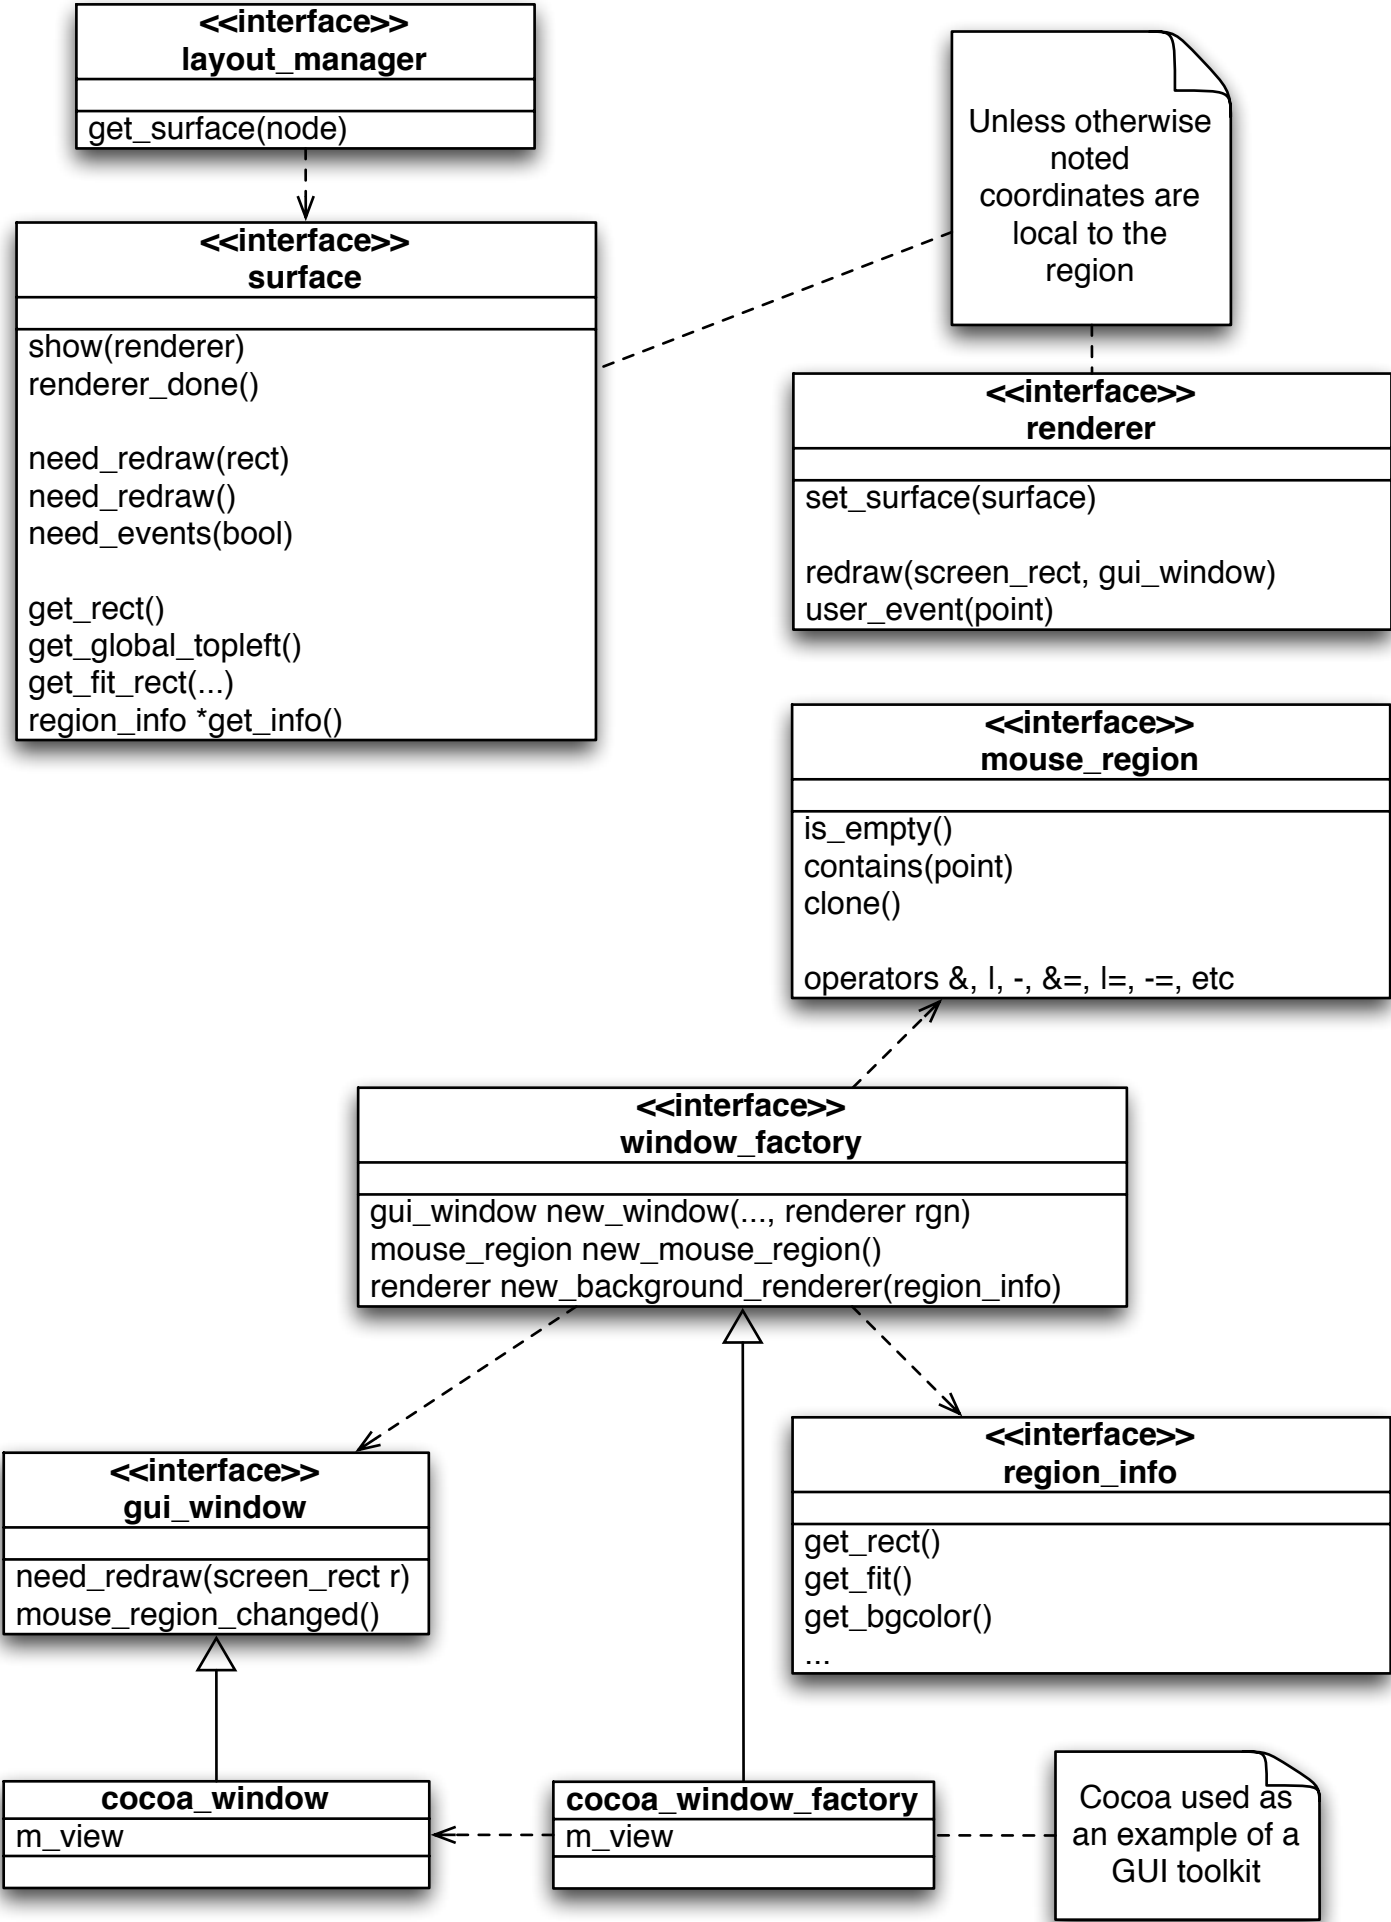 <<interface>>
layout_manager
get_surface(node)
Unless otherwise
noted
coordinates are
local to the
region
<<interface>>
surface
show(renderer)
renderer_done()
need_redraw(rect)
need_redraw()
need_events(bool)
get_rect()
get_global_topleft()
get_fit_rect(...)
region_info *get_info()
<<interface>>
renderer
set_surface(surface)
redraw(screen_rect, gui_window)
user_event(point)
<<interface>>
mouse_region
is_empty()
contains(point)
clone()
operators &, |, -, &=, |=, -=, etc
<<interface>>
window_factory
gui_window new_window(..., renderer rgn)
mouse_region new_mouse_region()
renderer new_background_renderer(region_info)
<<interface>>
gui_window
need_redraw(screen_rect r)
mouse_region_changed()
<<interface>>
region_info
get_rect()
get_fit()
get_bgcolor()
...
cocoa_window
m_view
cocoa_window_factory
m_view
Cocoa used as
an example of a
GUI toolkit